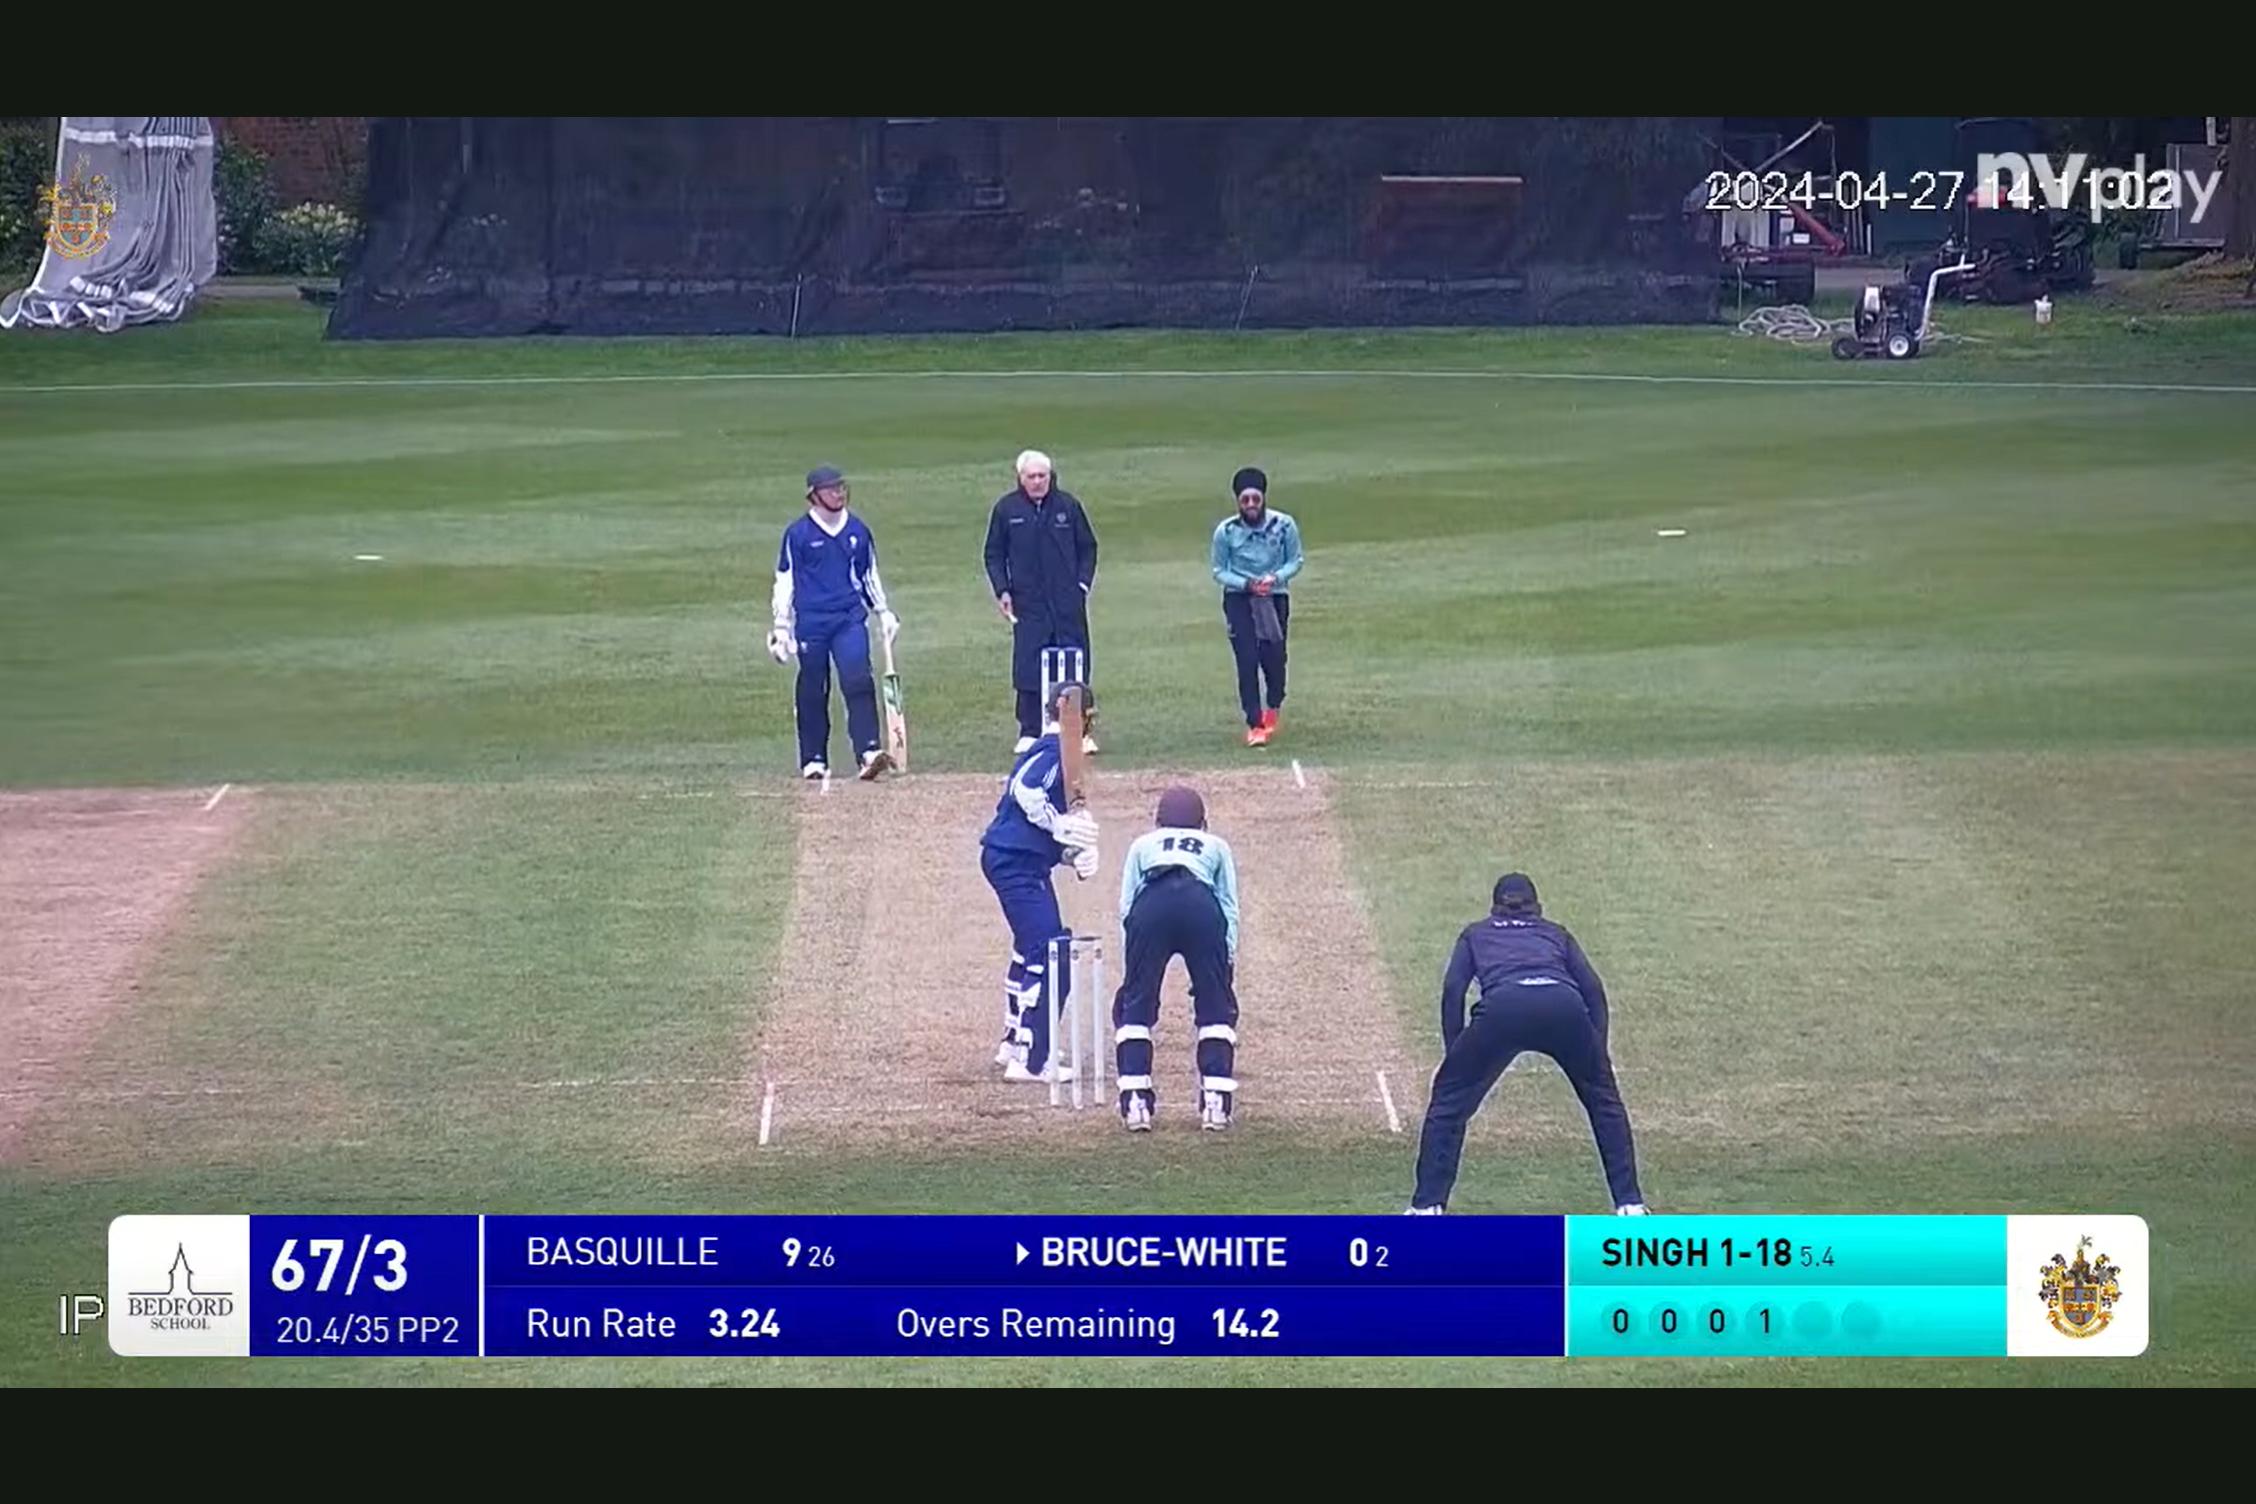 2024-04-27 14:11:02
nvplay
18
IP
BEDFORD
SCHOOL
67/3
20.4/35 PP2
BASQUILLE 9 26
BRUCE-WHITE 0 2
Run Rate 3.24
Overs Remaining 14.2
SINGH 1-18 5.4
0 0 0 1